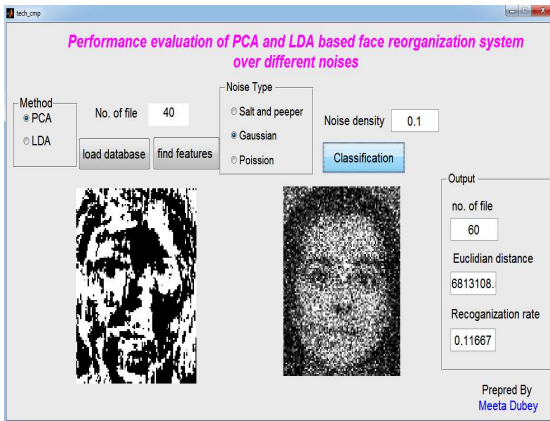 tech_cmp
Performance evaluation of PCA and LDA based face reorganization system
over different noises
Method
PCA
LDA
No. of file 40
load database find features
Noise Type
Salt and peeper
Gaussian
Poission
Noise density 0.1
Classification
Output
no. of file
60
Euclidian distance
6813108.
Recoganization rate
0.11667
Prepred By
Meeta Dubey